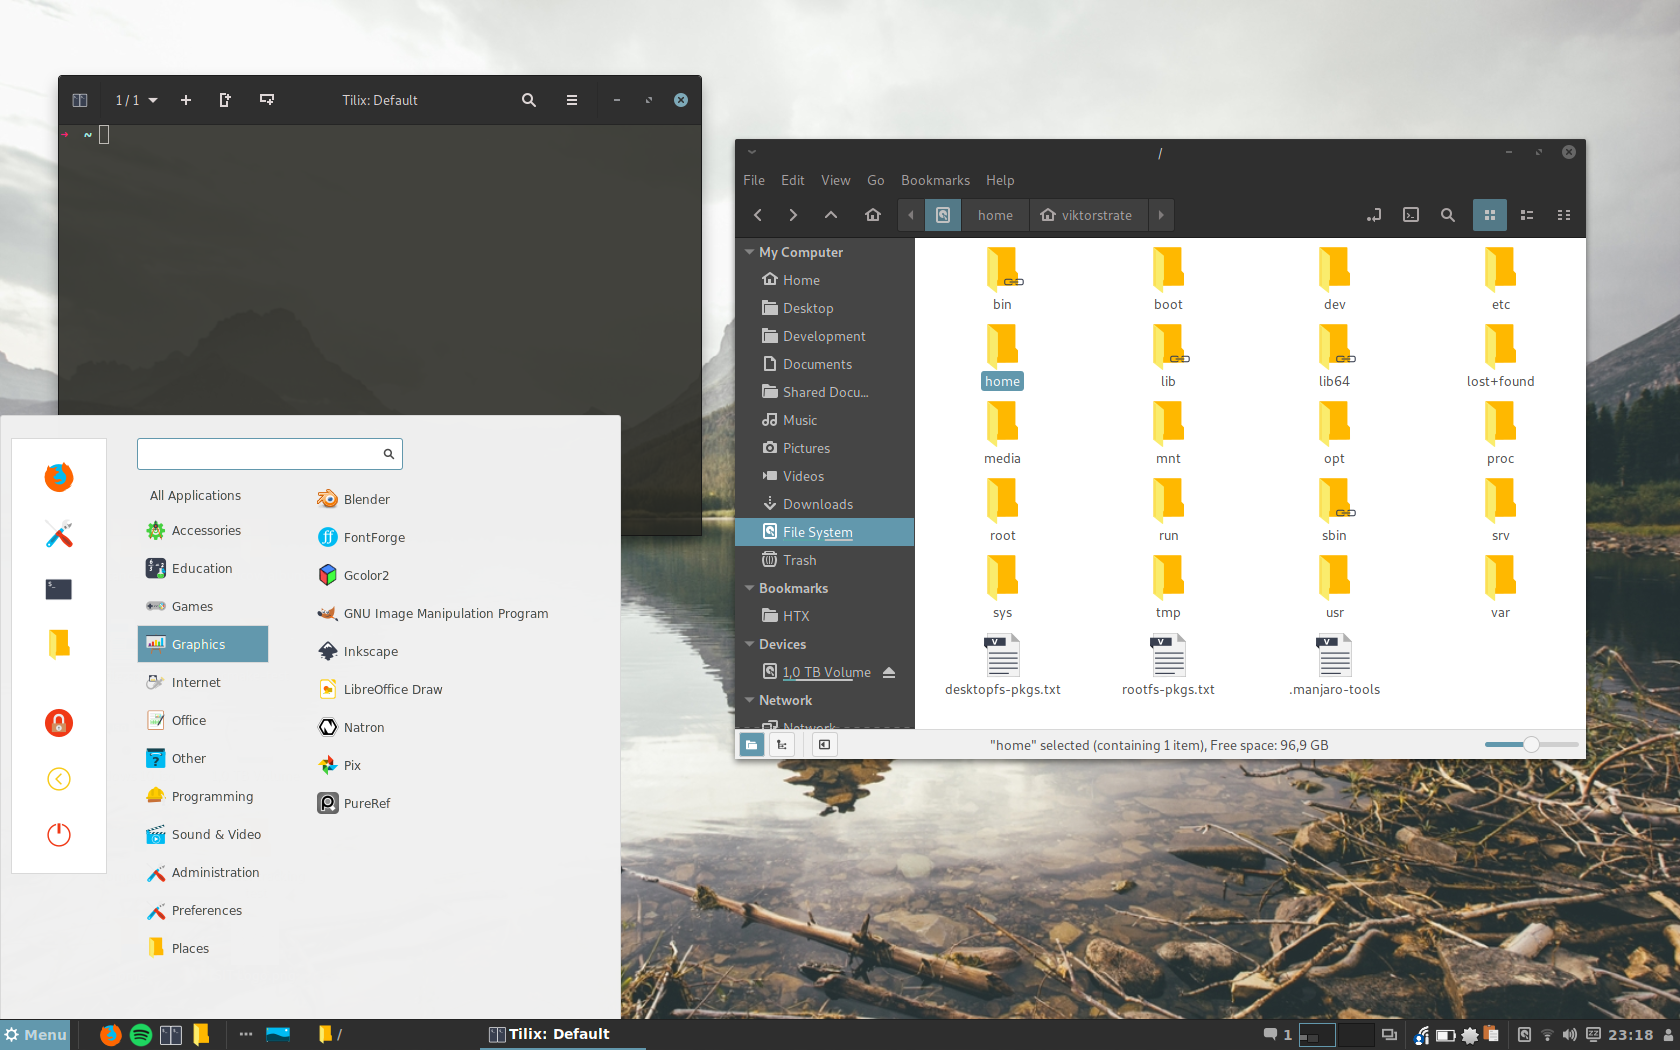 1 / 1
Tilix: Default
~
/
File Edit View Go Bookmarks Help
home
viktorstrate
My Computer
Home
Desktop
Development
Documents
Shared Docu...
Music
Pictures
Videos
Downloads
File System
Trash
Bookmarks
HTX
Devices
1,0 TB Volume
Network
Network
bin boot dev etc
home lib lib64 lost+found
media mnt opt proc
root run sbin srv
sys tmp usr var
desktopfs-pkgs.txt rootfs-pkgs.txt .manjaro-tools
"home" selected (containing 1 item), Free space: 96,9 GB
All Applications
Accessories
Education
Games
Graphics
Internet
Office
Other
Programming
Sound & Video
Administration
Preferences
Places
Blender
FontForge
Gcolor2
GNU Image Manipulation Program
Inkscape
LibreOffice Draw
Natron
Pix
PureRef
Menu
/
Tilix: Default
1
23:18